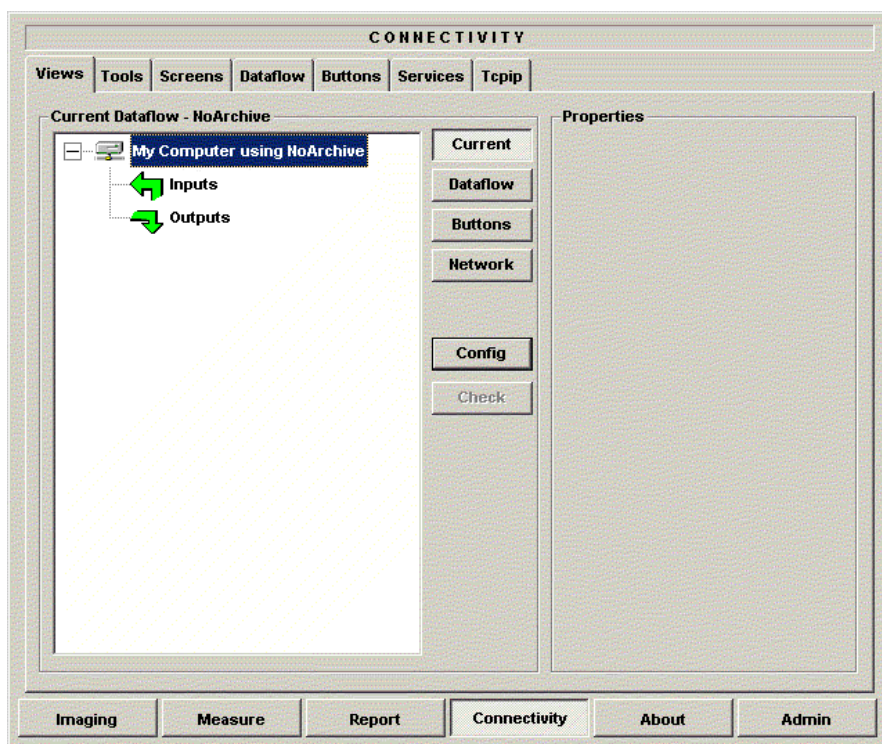 CONNECTIVITY
Views Tools Screens Dataflow Buttons Services Tcpip
Current Dataflow - NoArchive
Properties
My Computer using NoArchive
Inputs
Outputs
Current
Dataflow
Buttons
Network
Config
Check
Imaging Measure Report Connectivity About Admin